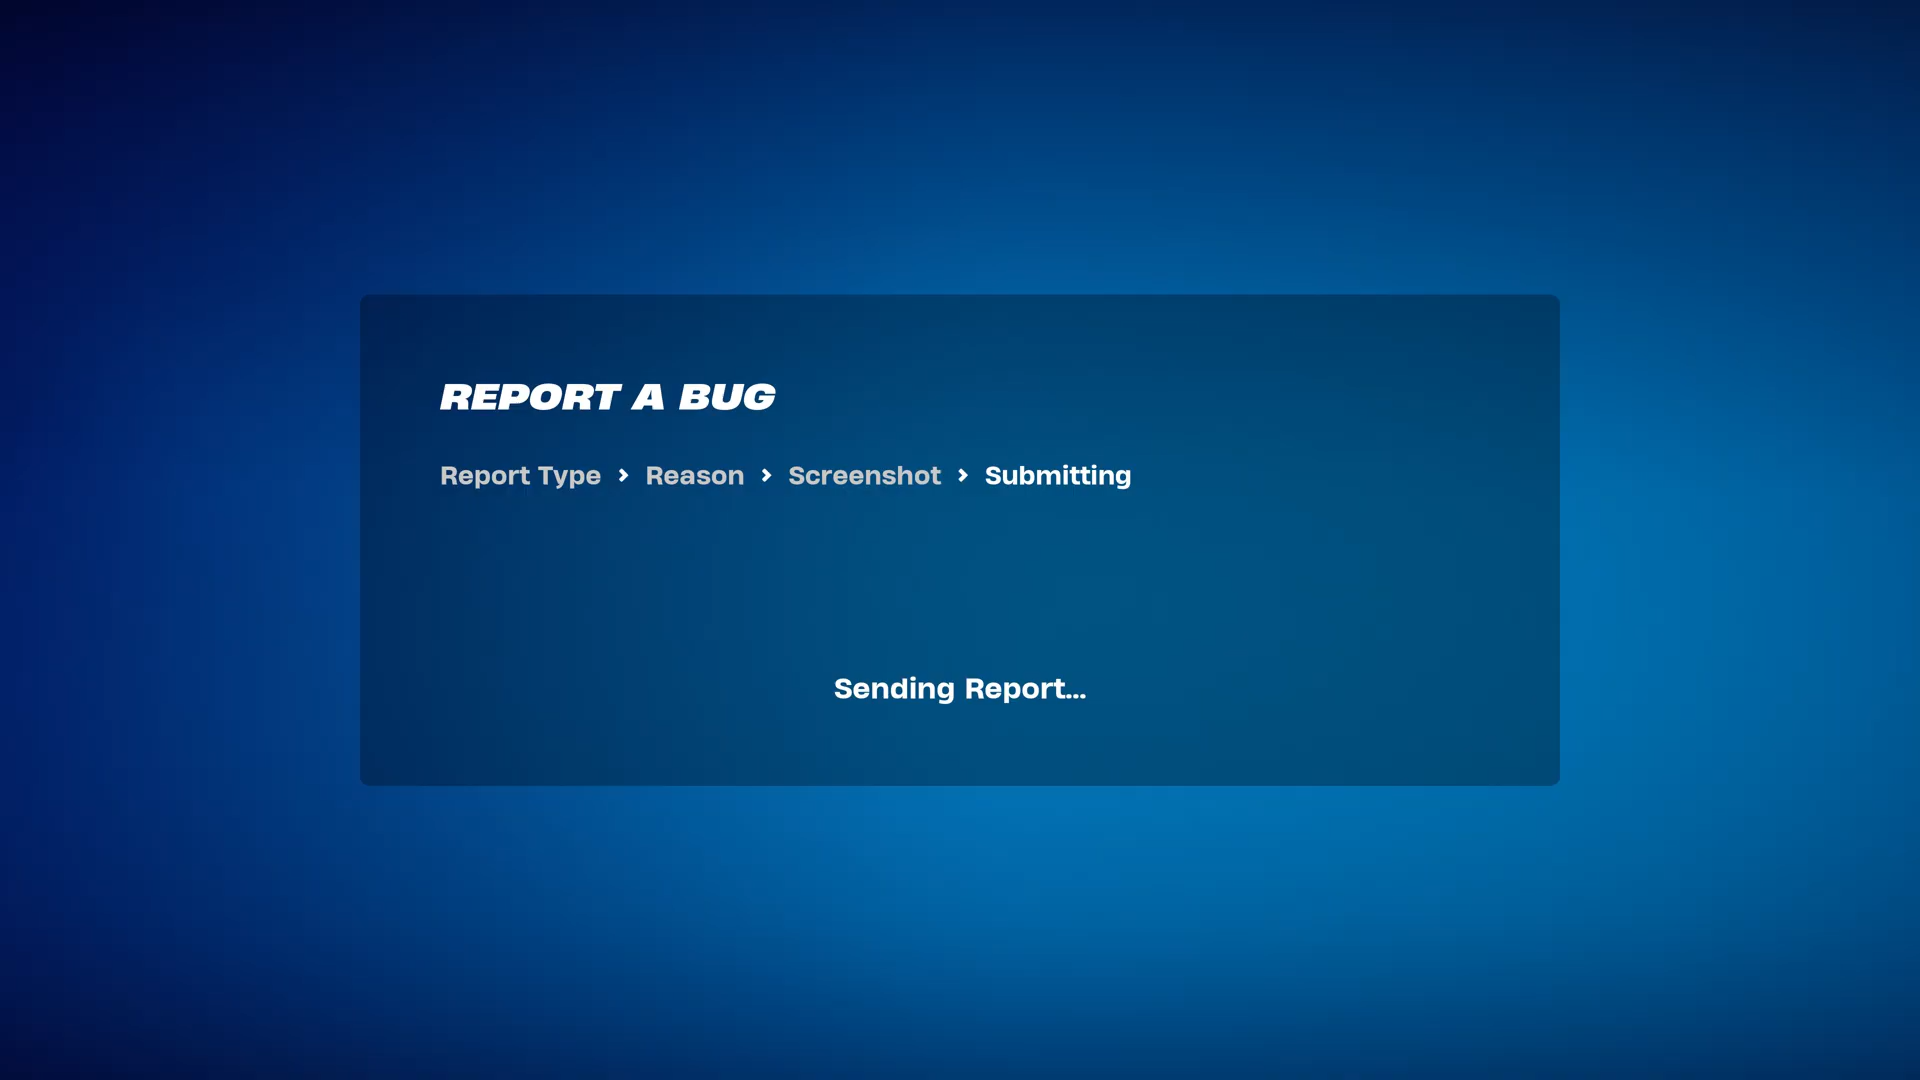 REPORT A BUG
Report Type > Reason > Screenshot > Submitting
Sending Report...